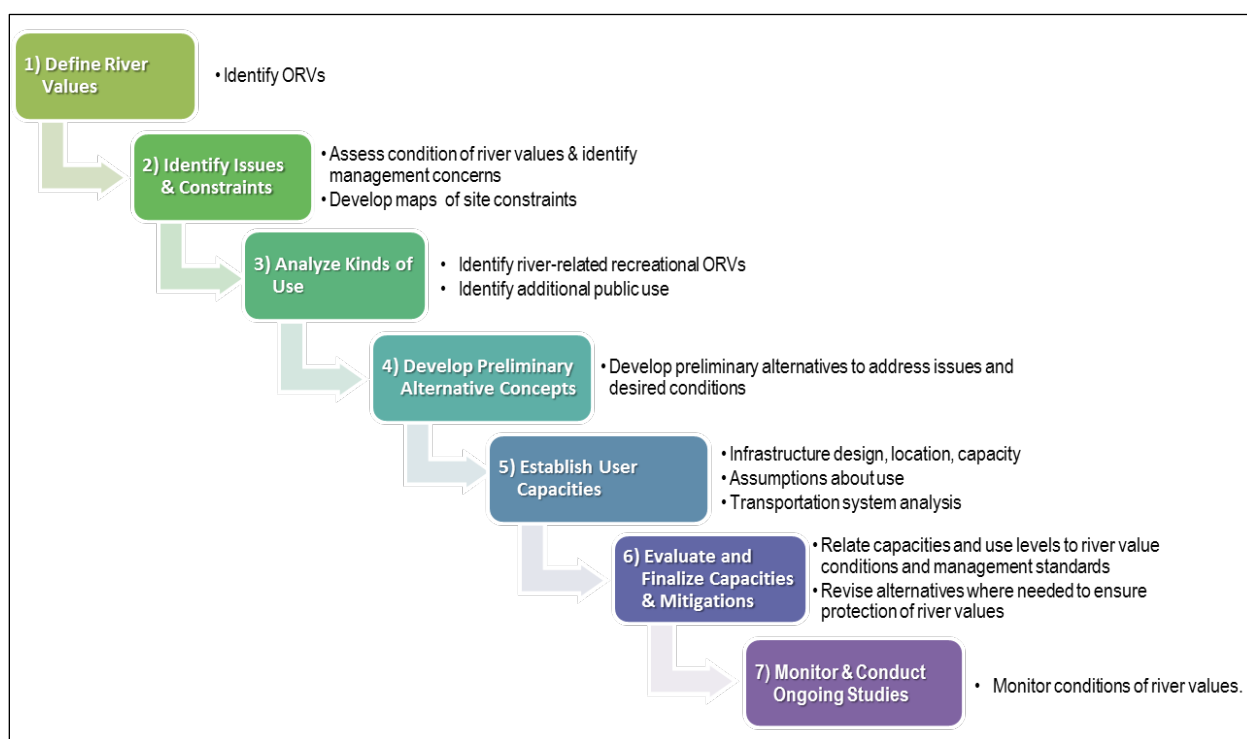 1) Define River
Values
• Identify ORVs
2) Identify Issues
& Constraints
• Assess condition of river values & identify
management concerns
• Develop maps of site constraints
3) Analyze Kinds of
Use
• Identify river-related recreational ORVs
• Identify additional public use
4) Develop Preliminary
Alternative Concepts
• Develop preliminary alternatives to address issues and
desired conditions
5) Establish User
Capacities
• Infrastructure design, location, capacity
• Assumptions about use
• Transportation system analysis
6) Evaluate and
Finalize Capacities
& Mitigations
• Relate capacities and use levels to river value
conditions and management standards
• Revise alternatives where needed to ensure
protection of river values
7) Monitor & Conduct
Ongoing Studies
• Monitor conditions of river values.